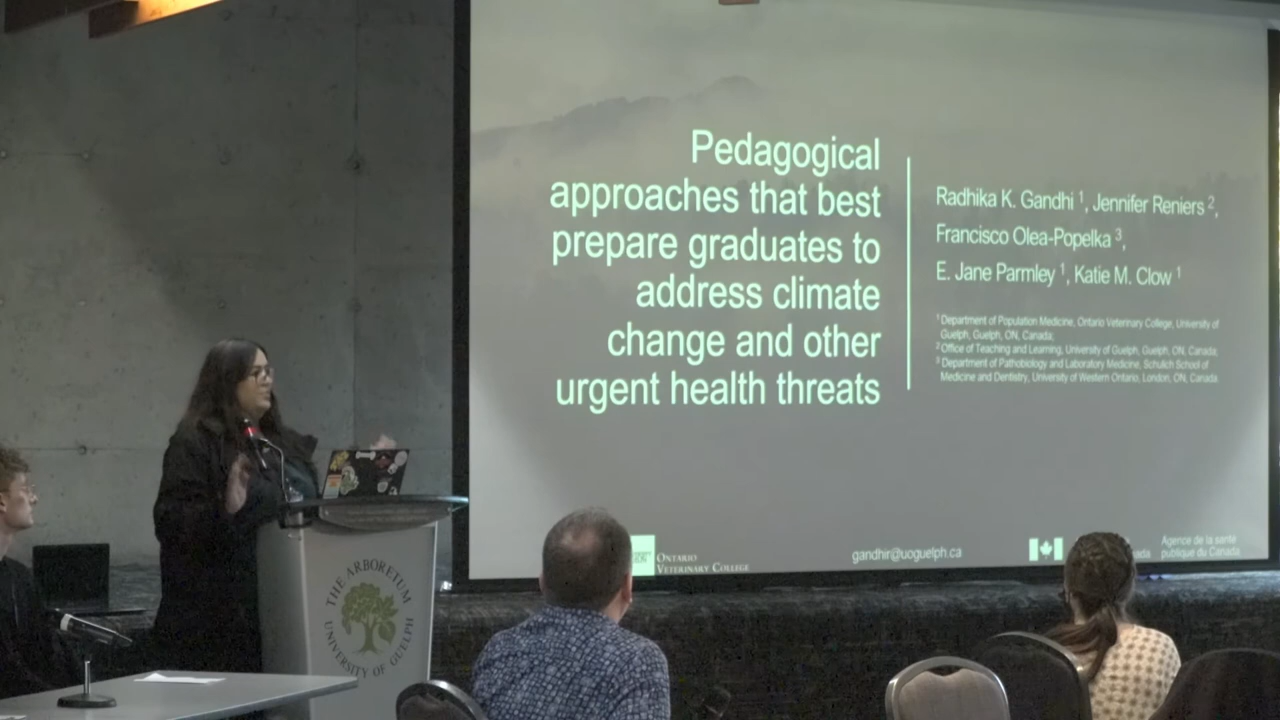 Pedagogical
approaches that best
prepare graduates to
address climate
change and other
urgent health threats
Radhika K. Gandhi 1, Jennifer Reniers 2,
Francisco Olea-Popelka 3,
E. Jane Parmley 1, Katie M. Clow 1
1 Department of Population Medicine, Ontario Veterinary College, University of
Guelph, Guelph, ON, Canada;
2 Office of Teaching and Learning, University of Guelph, Guelph, ON, Canada;
3 Department of Pathobiology and Laboratory Medicine, Schulich School of
Medicine and Dentistry, University of Western Ontario, London, ON, Canada
ONTARIO
VETERINARY COLLEGE
gandhir@uoguelph.ca
Agence de la santé
publique du Canada
THE ARBORETUM
UNIVERSITY OF GUELPH